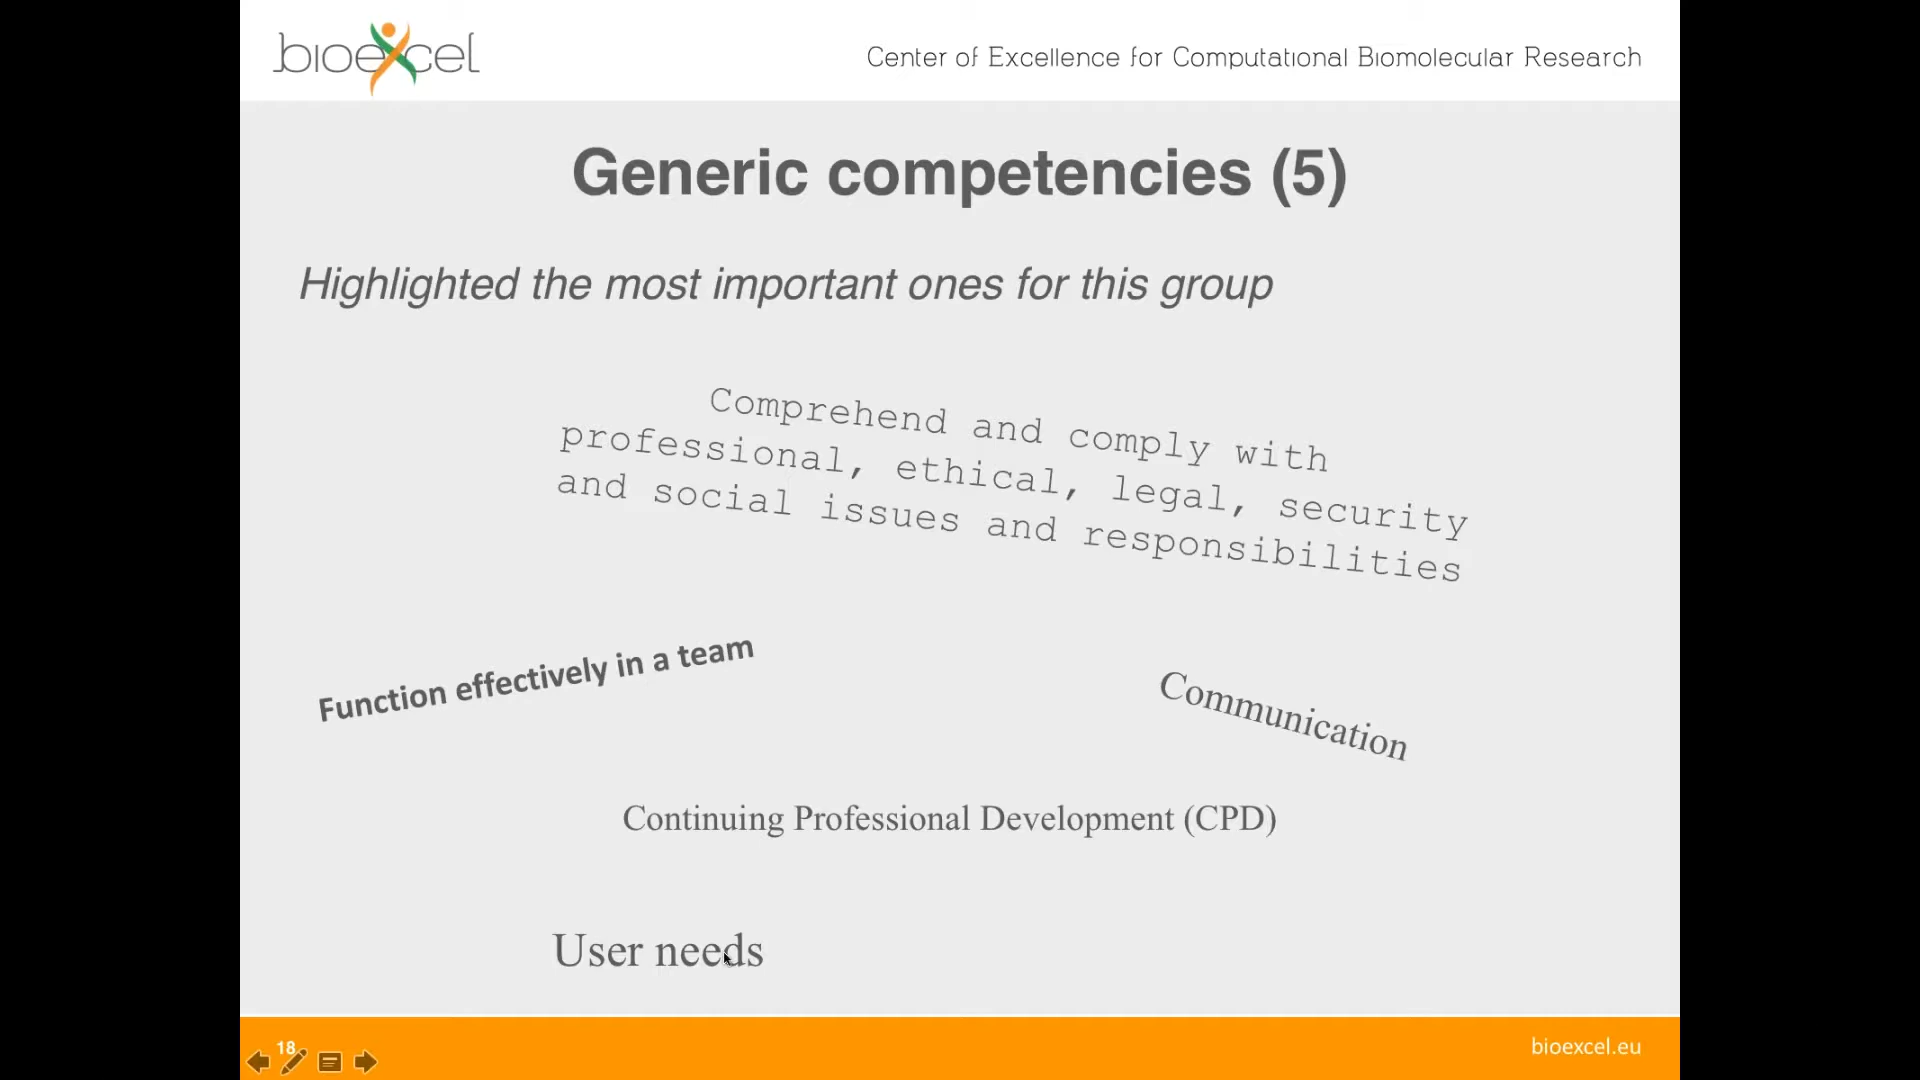 bioexcel
Center of Excellence for Computational Biomolecular Research
Generic competencies (5)
Highlighted the most important ones for this group
Comprehend and comply with
professional, ethical, legal, security
and social issues and responsibilities
Function effectively in a team
Communication
Continuing Professional Development (CPD)
User needs
18
bioexcel.eu